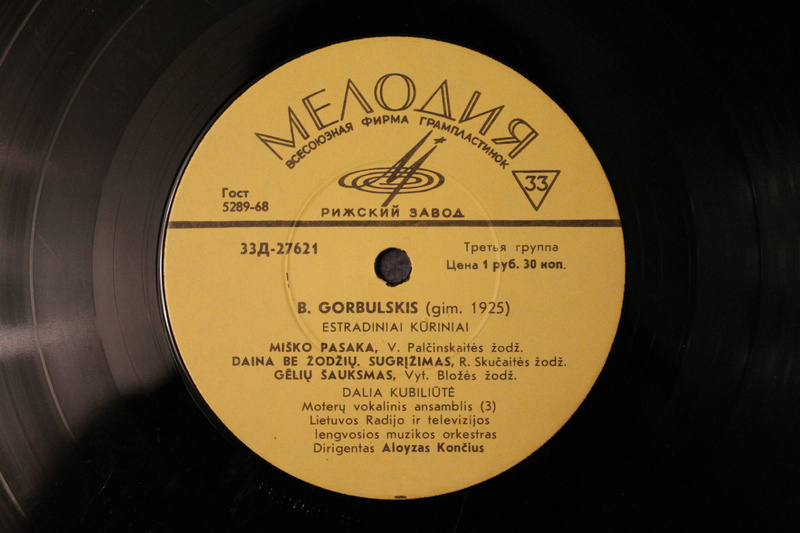 МЕЛОДИЯ
ВСЕСОЮЗНАЯ ФИРМА ГРАМПЛАСТИНОК
33
Гост
5289-68
РИЖСКИЙ ЗАВОД
33Д-27621
Третья группа
Цена 1 руб. 30 коп.
B. GORBULSKIS (gim. 1925)
ESTRADINIAI KŪRINIAI
MIŠKO PASAKA, V. Palčinskaitės žodž.
DAINA BE ŽODŽIŲ. SUGRĮŽIMAS, R. Skučaitės žodž.
GĖLIŲ ŠAUKSMAS, Vyt. Bložės žodž.
DALIA KUBILIŪTĖ
Moterų vokalinis ansamblis (3)
Lietuvos Radijo ir televizijos
lengvosios muzikos orkestras
Dirigentas Aloyzas Končius